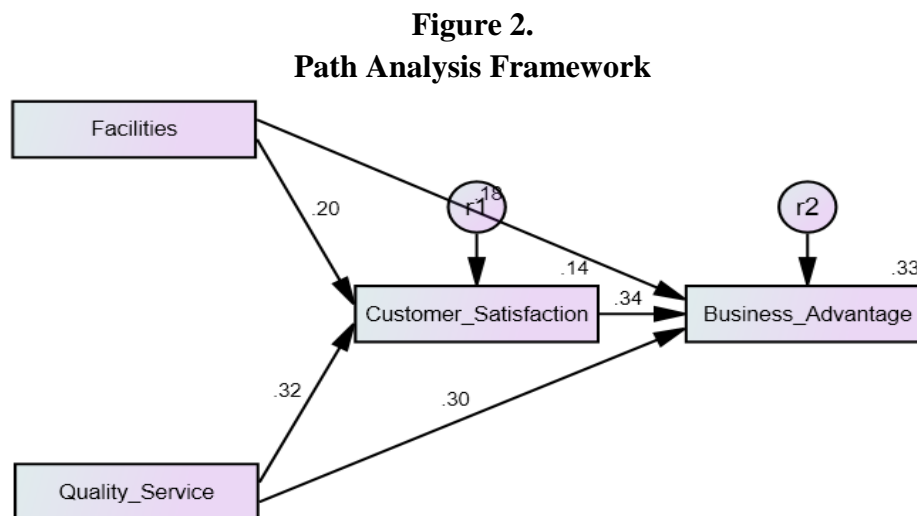 Figure 2.
Path Analysis Framework
Facilities
.18
r1
r2
.20
.14
.33
.34
Customer_Satisfaction
Business_Advantage
.32
.30
Quality_Service